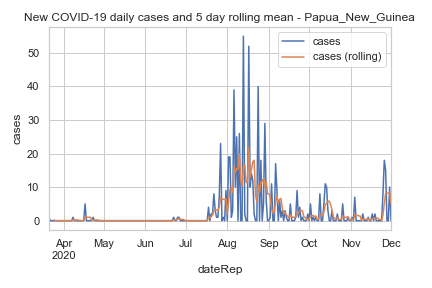 New COVID-19 daily cases and 5 day rolling mean - Papua_New_Guinea
cases
cases (rolling)
cases
50
40
30
20
10
0
Apr May Jun Jul Aug Sep Oct Nov Dec
2020
dateRep